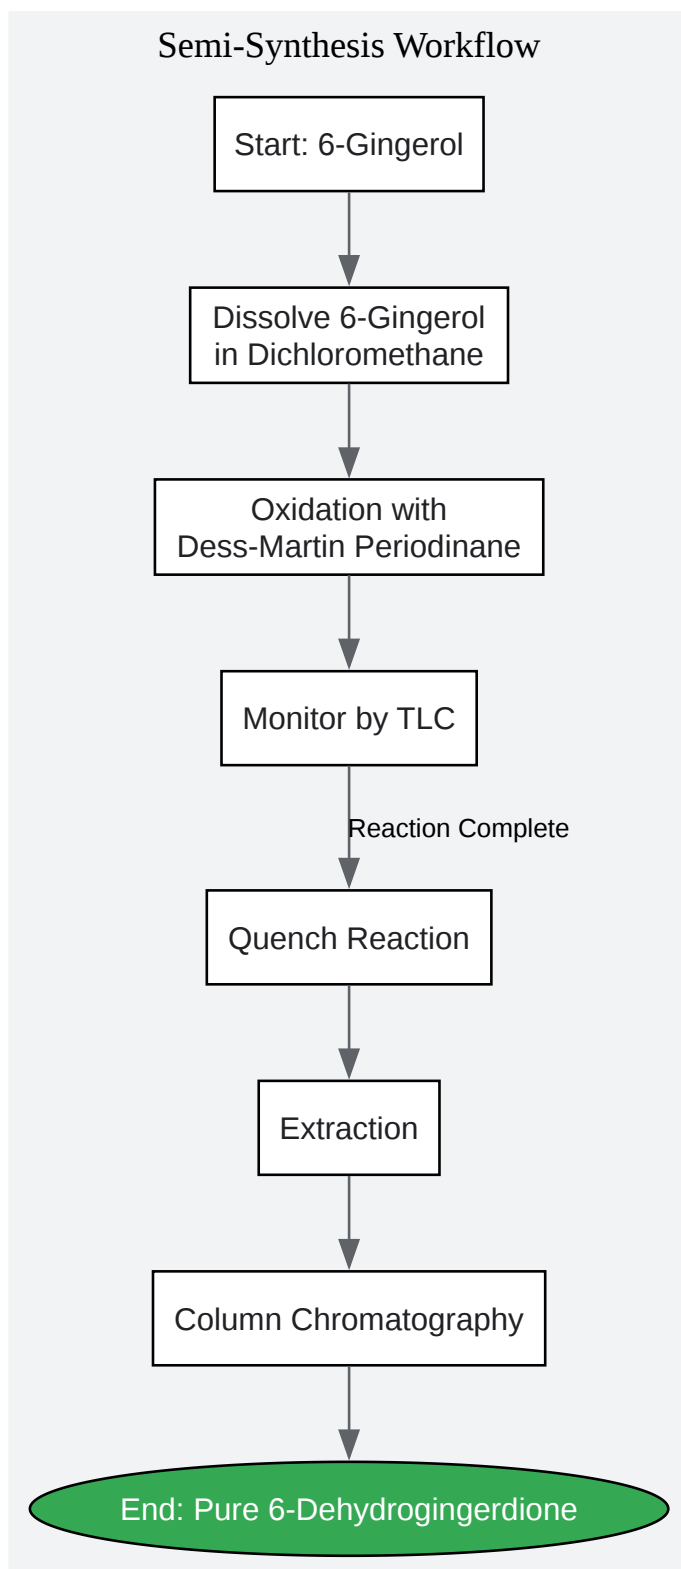 Semi-Synthesis Workflow
Start: 6-Gingerol
Dissolve 6-Gingerol
in Dichloromethane
Oxidation with
Dess-Martin Periodinane
Monitor by TLC
Reaction Complete
Quench Reaction
Extraction
Column Chromatography
End: Pure 6-Dehydrogingerdione